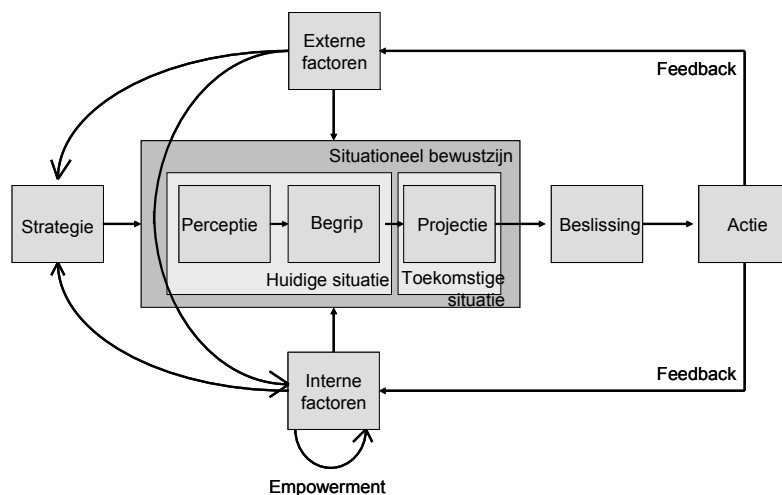 Externe
factoren
Feedback
Situationeel bewustzijn
Strategie
Perceptie
Begrip
Projectie
Beslissing
Actie
Huidige situatie
Toekomstige
situatie
Interne
factoren
Feedback
Empowerment